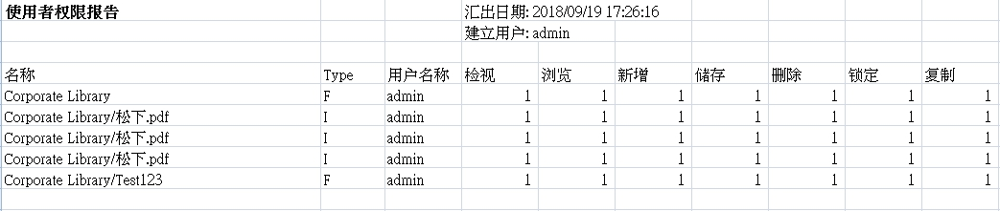 使用者权限报告 汇出日期: 2018/09/19 17:26:16
建立用户: admin
名称 Type 用户名称 检视 浏览 新增 储存 删除 锁定 复制
Corporate Library F admin 1 1 1 1 1 1 1
Corporate Library/松下.pdf I admin 1 1 1 1 1 1 1
Corporate Library/松下.pdf I admin 1 1 1 1 1 1 1
Corporate Library/松下.pdf I admin 1 1 1 1 1 1 1
Corporate Library/Test123 F admin 1 1 1 1 1 1 1